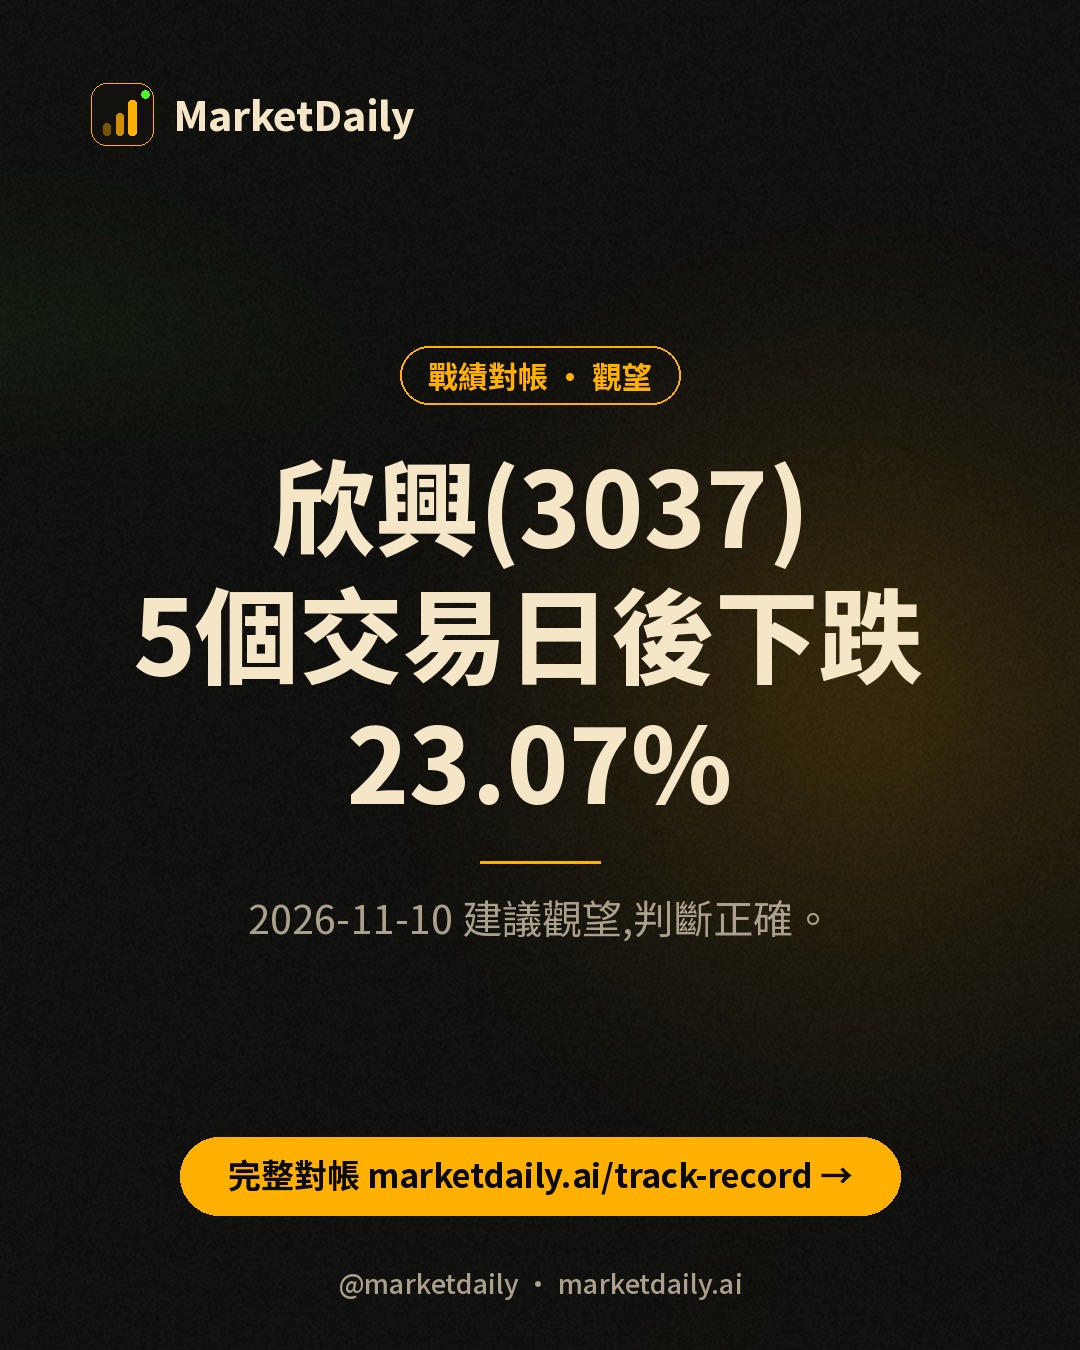 MarketDaily
戰績對帳 · 觀望
欣興(3037)
5個交易日後下跌
23.07%
2026-11-10 建議觀望,判斷正確。
完整對帳 marketdaily.ai/track-record →
@marketdaily · marketdaily.ai